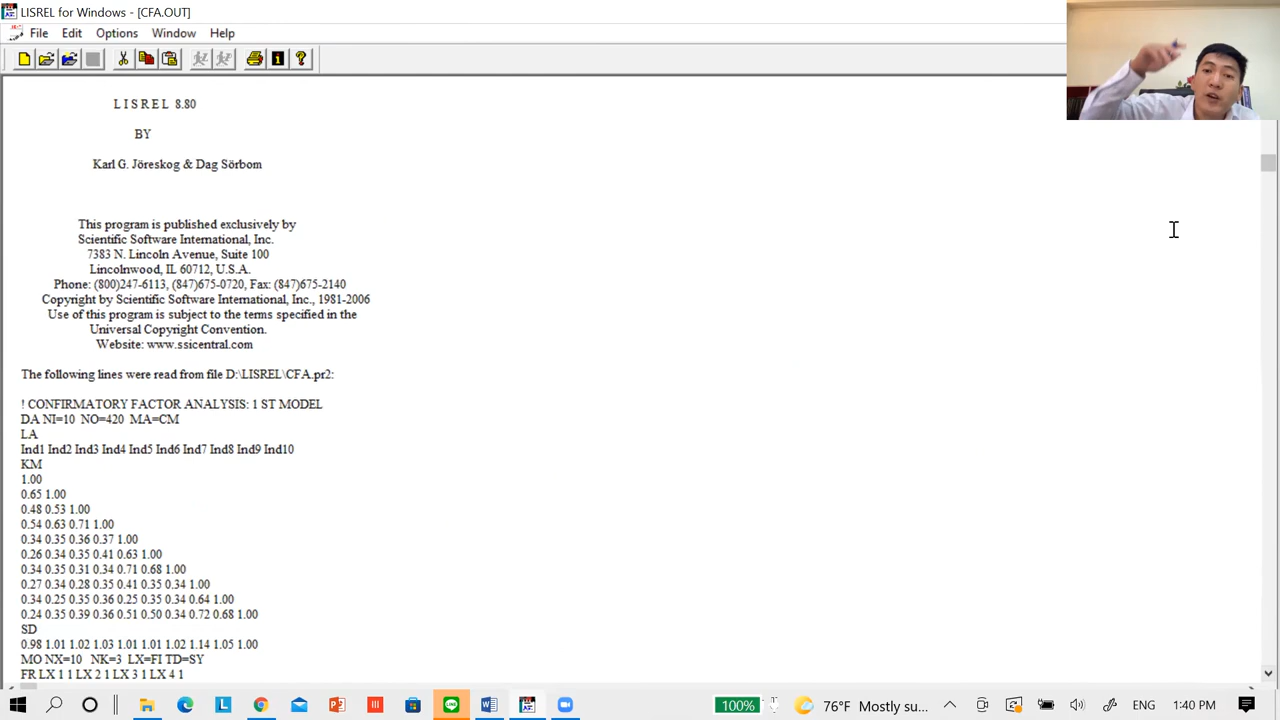 LISREL for Windows - [CFA.OUT]
File Edit Options Window Help
L I S R E L 8.80
BY
Karl G. Jöreskog & Dag Sörbom
This program is published exclusively by
Scientific Software International, Inc.
7383 N. Lincoln Avenue, Suite 100
Lincolnwood, IL 60712, U.S.A.
Phone: (800)247-6113, (847)675-0720, Fax: (847)675-2140
Copyright by Scientific Software International, Inc., 1981-2006
Use of this program is subject to the terms specified in the
Universal Copyright Convention.
Website: www.ssicentral.com
The following lines were read from file D:\LISREL\CFA.pr2:
! CONFIRMATORY FACTOR ANALYSIS: 1 ST MODEL
DA NI=10 NO=420 MA=CM
LA
Ind1 Ind2 Ind3 Ind4 Ind5 Ind6 Ind7 Ind8 Ind9 Ind10
KM
1.00
0.65 1.00
0.48 0.53 1.00
0.54 0.63 0.71 1.00
0.34 0.35 0.36 0.37 1.00
0.26 0.34 0.35 0.41 0.63 1.00
0.34 0.35 0.31 0.34 0.71 0.68 1.00
0.27 0.34 0.28 0.35 0.41 0.35 0.34 1.00
0.34 0.25 0.35 0.36 0.25 0.35 0.34 0.64 1.00
0.24 0.35 0.39 0.36 0.51 0.50 0.34 0.72 0.68 1.00
SD
0.98 1.01 1.02 1.03 1.01 1.01 1.02 1.14 1.05 1.00
MO NX=10 NK=3 LX=FI TD=SY
FR LX 1 1 LX 2 1 LX 3 1 LX 4 1
100% 76°F Mostly su... ENG 1:40 PM